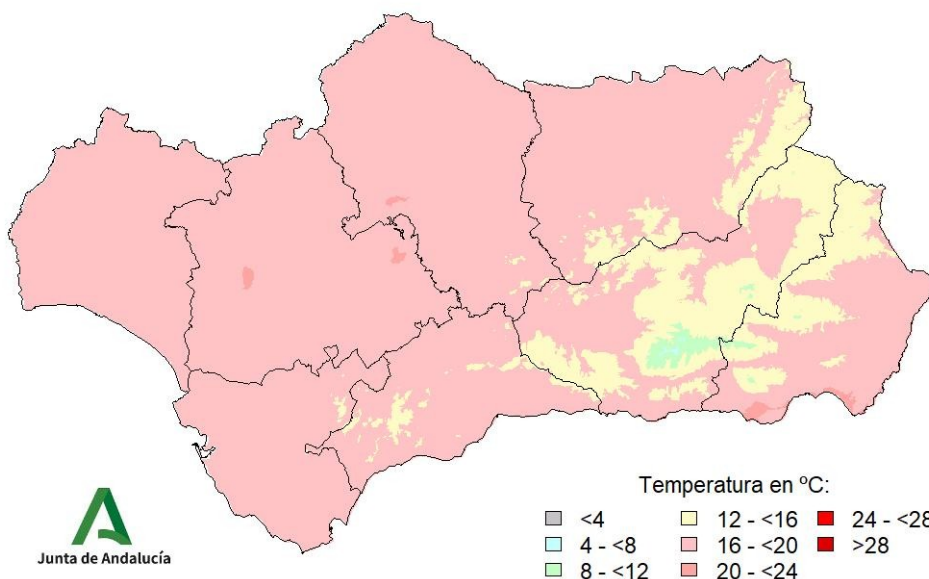 Temperatura en ºC:
<4
12 - <16
24 - <28
4 - <8
16 - <20
>28
8 - <12
20 - <24
Junta de Andalucía